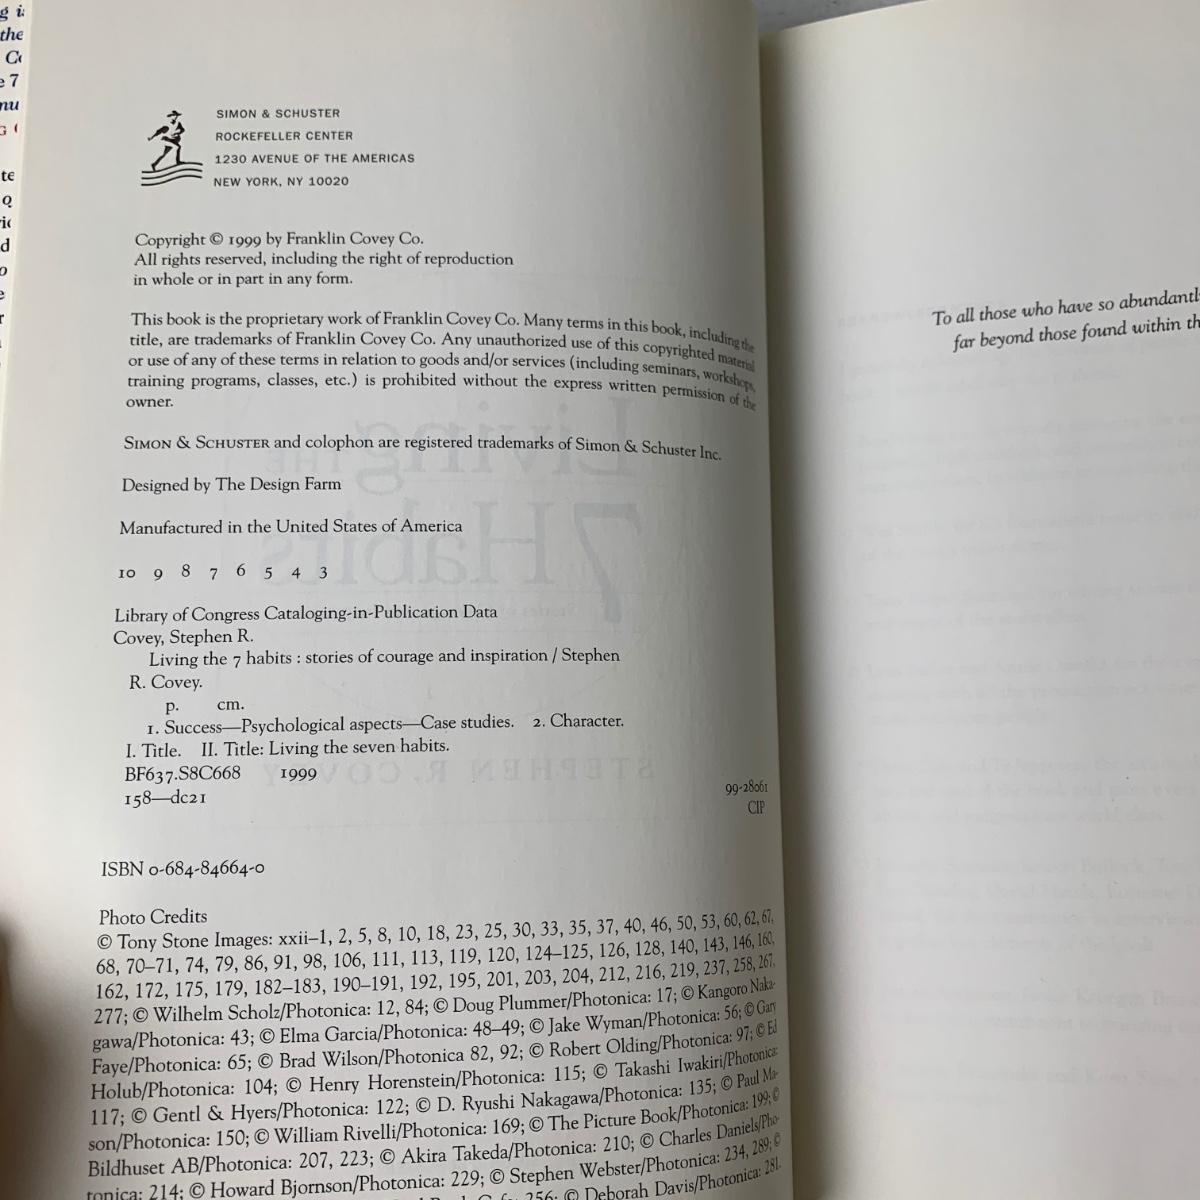 SIMON & SCHUSTER
ROCKEFELLER CENTER
1230 AVENUE OF THE AMERICAS
NEW YORK, NY 10020
Copyright © 1999 by Franklin Covey Co.
All rights reserved, including the right of reproduction
in whole or in part in any form.
This book is the proprietary work of Franklin Covey Co. Many terms in this book, including the
title, are trademarks of Franklin Covey Co. Any unauthorized use of this copyrighted material
or use of any of these terms in relation to goods and/or services (including seminars, workshops,
training programs, classes, etc.) is prohibited without the express written permission of the
owner.
SIMON & SCHUSTER and colophon are registered trademarks of Simon & Schuster Inc.
Designed by The Design Farm
Manufactured in the United States of America
10 9 8 7 6 5 4 3
Library of Congress Cataloging-in-Publication Data
Covey, Stephen R.
Living the 7 habits : stories of courage and inspiration / Stephen
R. Covey.
p. cm.
1. Success—Psychological aspects—Case studies. 2. Character.
I. Title. II. Title: Living the seven habits.
BF637.S8C668 1999
158—dc21
99-28061
CIP
ISBN 0-684-84664-0
Photo Credits
© Tony Stone Images: xxii–1, 2, 5, 8, 10, 18, 23, 25, 30, 33, 35, 37, 40, 46, 50, 53, 60, 62, 67,
68, 70–71, 74, 79, 86, 91, 98, 106, 111, 113, 119, 120, 124–125, 126, 128, 140, 143, 146, 160,
162, 172, 175, 179, 182–183, 190–191, 192, 195, 201, 203, 204, 212, 216, 219, 237, 258, 267,
277; © Wilhelm Scholz/Photonica: 12, 84; © Doug Plummer/Photonica: 17; © Kangoro Naka-
gawa/Photonica: 43; © Elma Garcia/Photonica: 48–49; © Jake Wyman/Photonica: 56; © Gary
Faye/Photonica: 65; © Brad Wilson/Photonica 82, 92; © Robert Olding/Photonica: 97; © Ed
Holub/Photonica: 104; © Henry Horenstein/Photonica: 115; © Takashi Iwakiri/Photonica:
117; © Gentl & Hyers/Photonica: 122; © D. Ryushi Nakagawa/Photonica: 135; © Paul Ma-
son/Photonica: 150; © William Rivelli/Photonica: 169; © The Picture Book/Photonica: 199; ©
Bildhuset AB/Photonica: 207, 223; © Akira Takeda/Photonica: 210; © Charles Daniels/Pho-
tonica: 214; © Howard Bjornson/Photonica: 229; © Stephen Webster/Photonica: 234, 289; ©
256; © Deborah Davis/Photonica: 281.
To all those who have so abundantly
far beyond those found within th